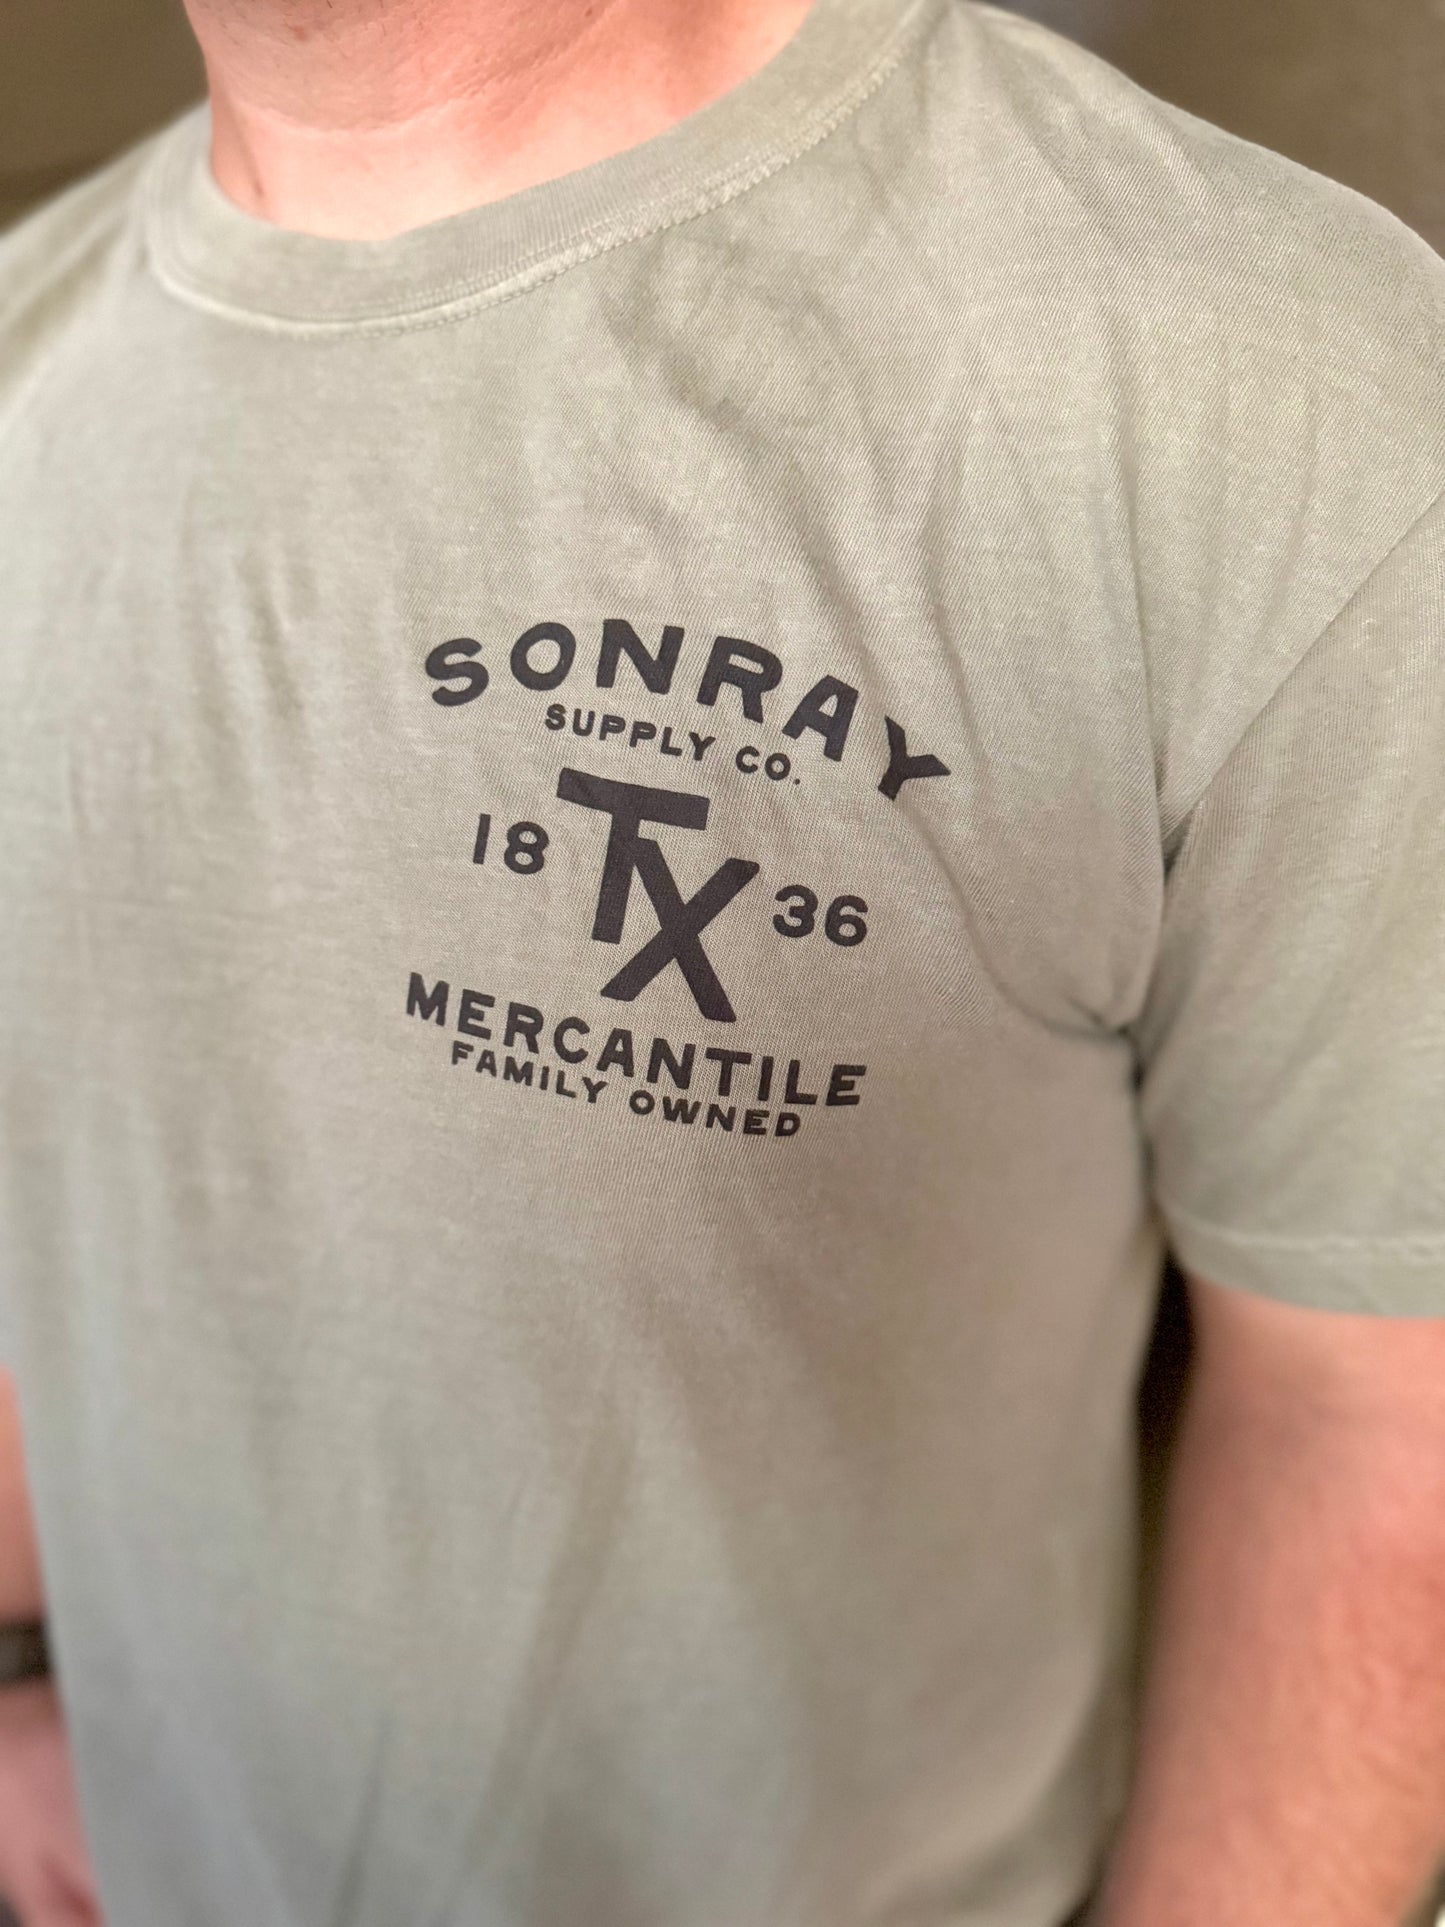 SONRAY
SUPPLY CO.
18 TX 36
MERCANTILE
FAMILY OWNED